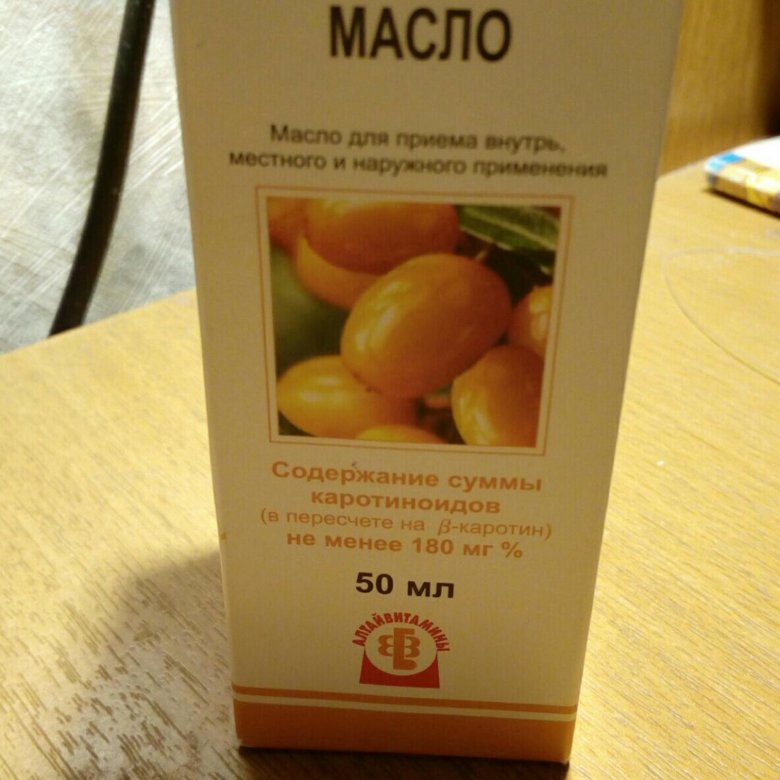 МАСЛО
Масло для приема внутрь,
местного и наружного применения
Содержание суммы
каротиноидов
(в пересчете на β-каротин)
не менее 180 мг %
50 мл
АЛТАЙВИТАМИНЫ